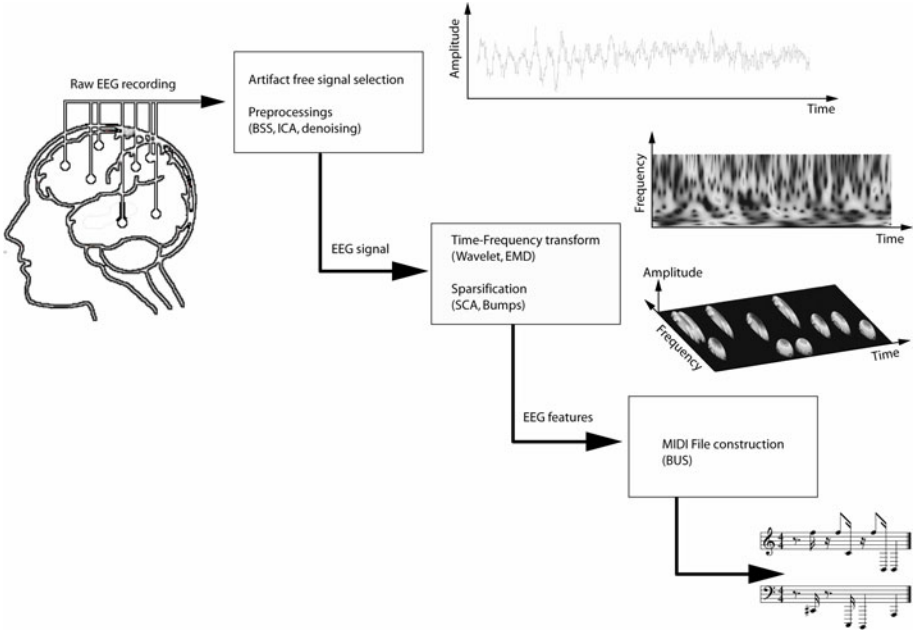 Raw EEG recording
Artifact free signal selection
Preprocessings
(BSS, ICA, denoising)
Amplitude
Time
EEG signal
Time-Frequency transform
(Wavelet, EMD)
Sparsification
(SCA, Bumps)
Frequency
Time
Amplitude
Frequency
Time
EEG features
MIDI File construction
(BUS)